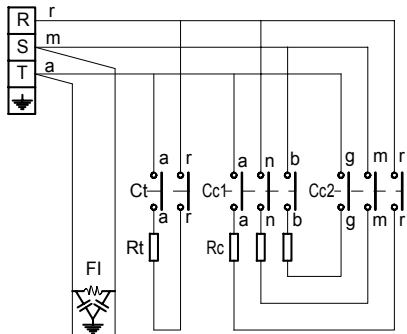 R r
S m
T a
a r a n b g m r
Ct Cc1 Cc2
a r a n b g m r
Rt Rc
FI